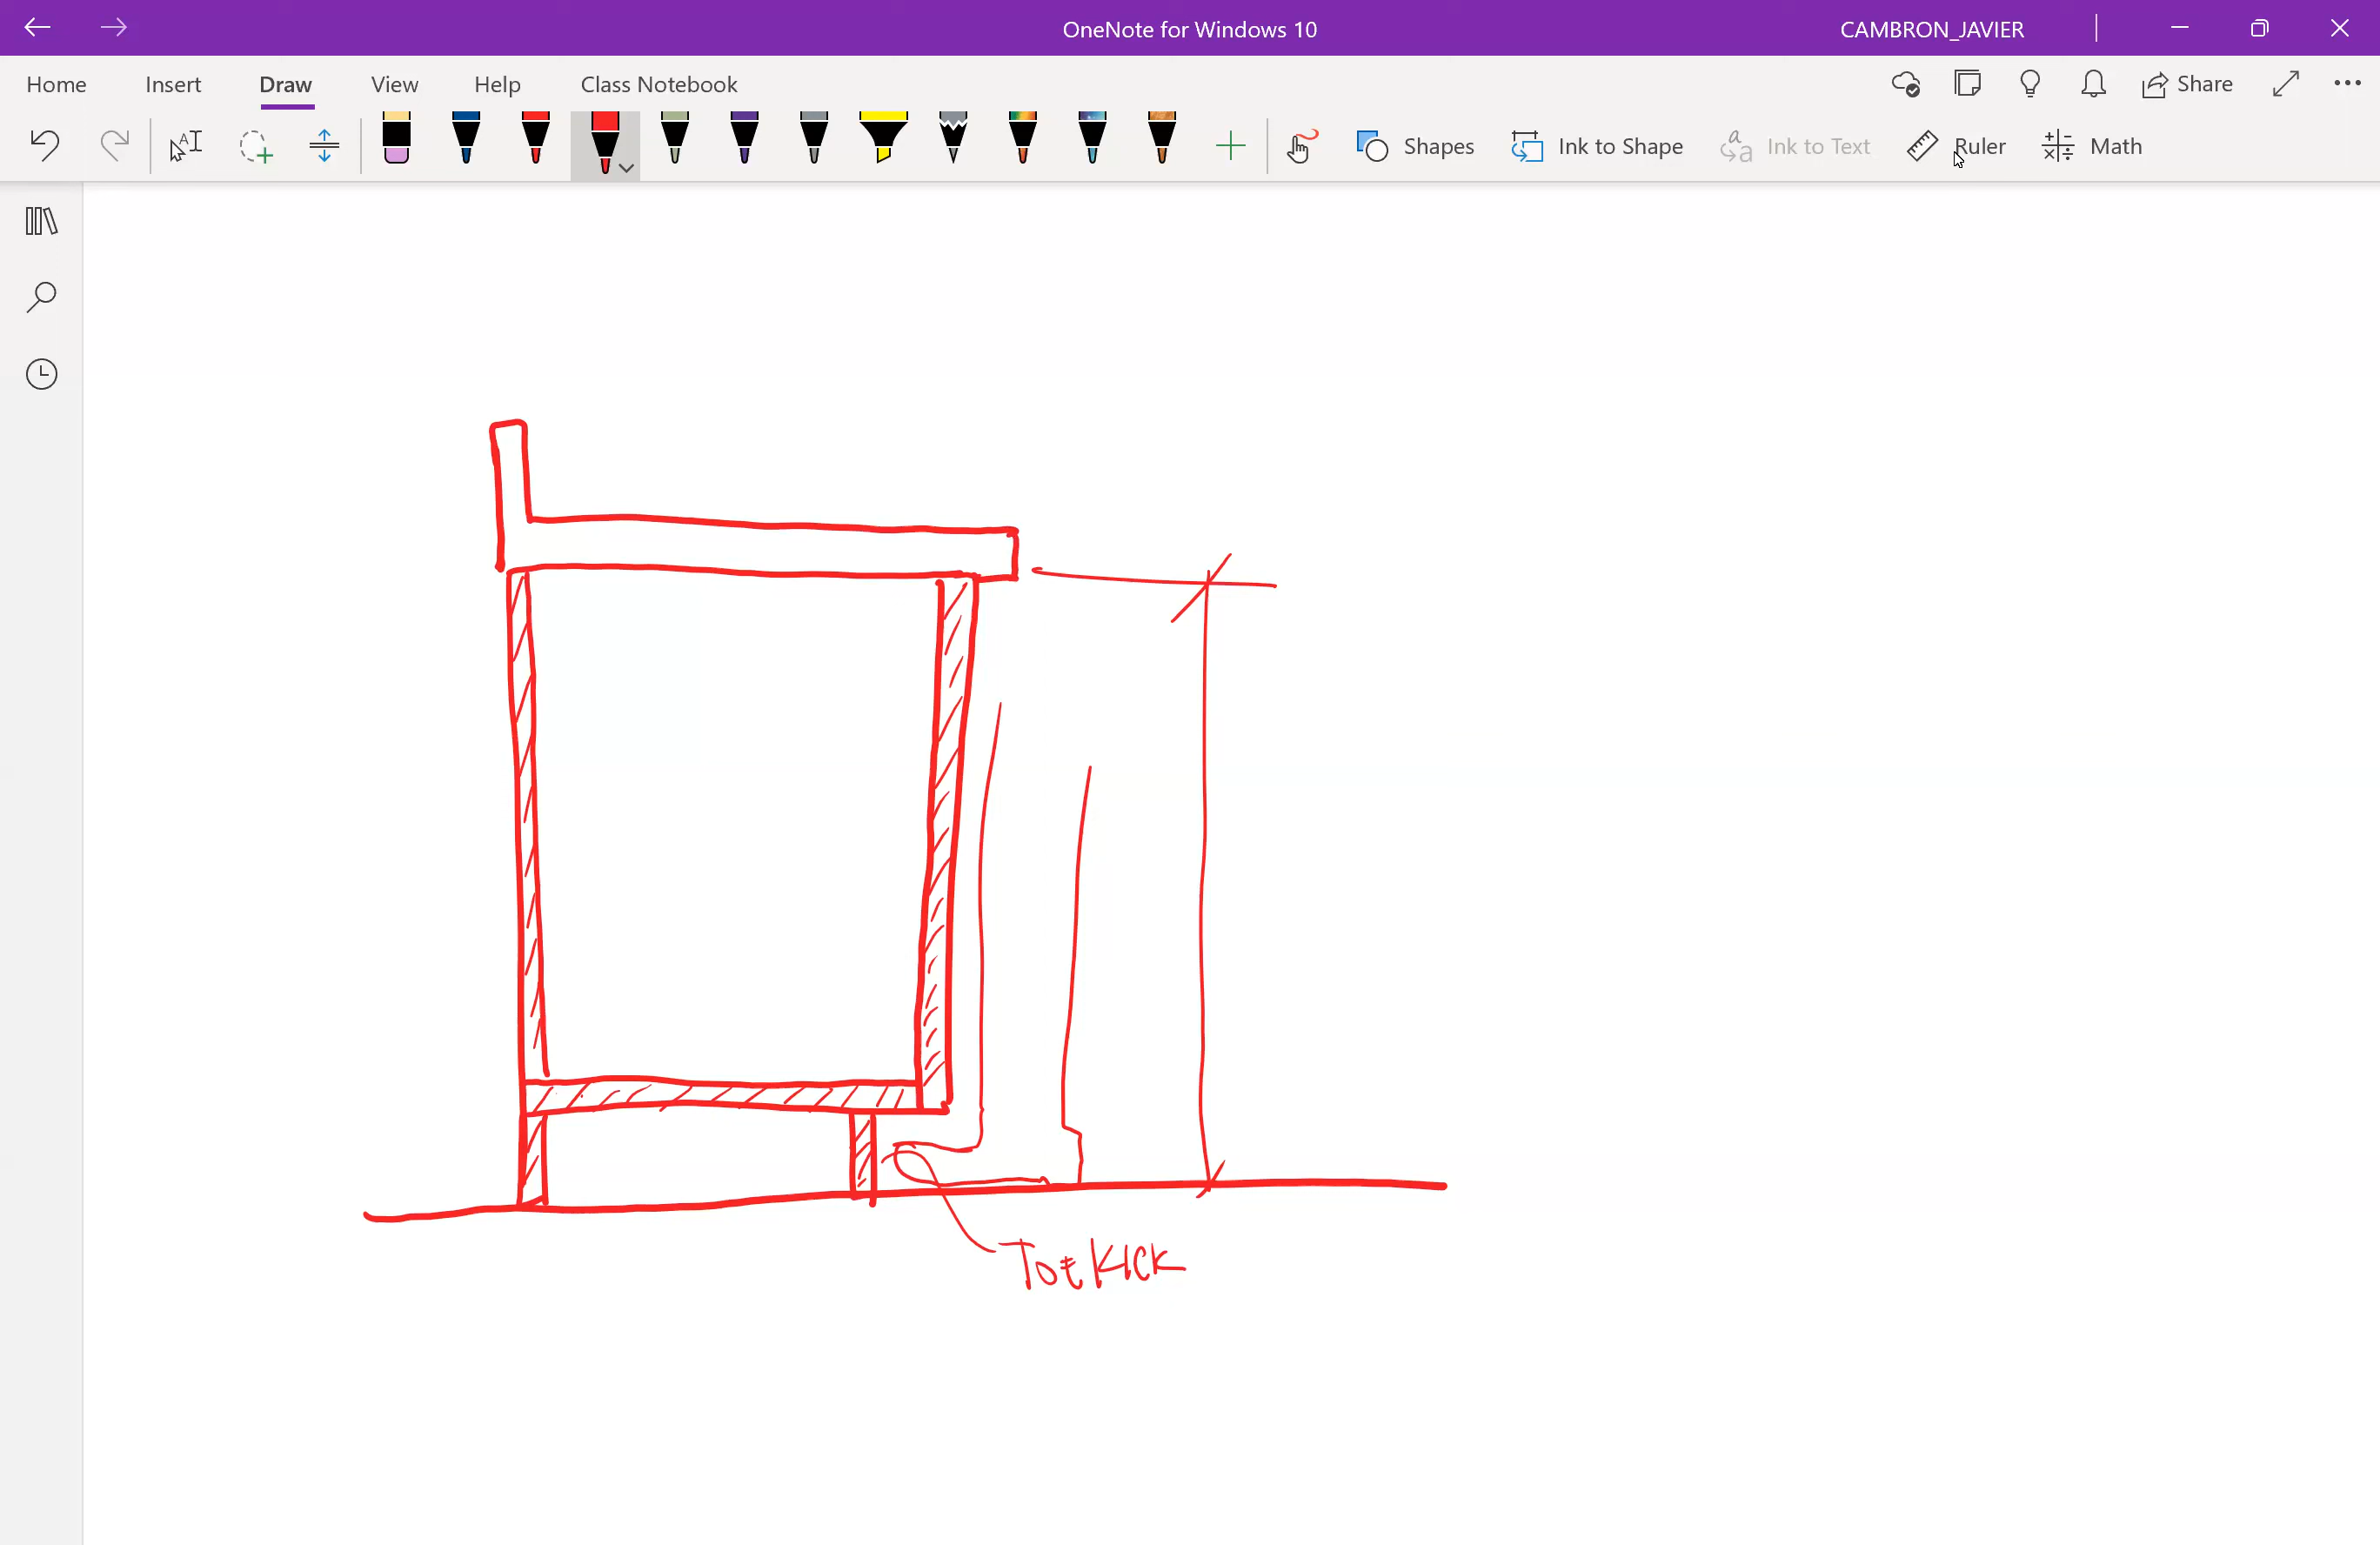 OneNote for Windows 10
CAMBRON_JAVIER
Home Insert Draw View Help Class Notebook
Share
Shapes Ink to Shape Ink to Text Ruler Math
TOE KICK